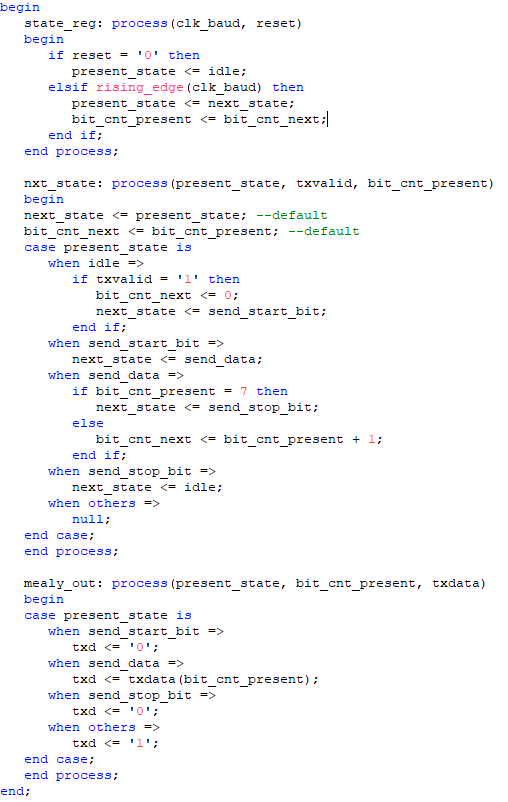 begin
   state_reg: process(clk_baud, reset)
   begin
      if reset = '0' then
         present_state <= idle;
      elsif rising_edge(clk_baud) then
         present_state <= next_state;
         bit_cnt_present <= bit_cnt_next;
      end if;
   end process;

   nxt_state: process(present_state, txvalid, bit_cnt_present)
   begin
   next_state <= present_state; --default
   bit_cnt_next <= bit_cnt_present; --default
   case present_state is
      when idle =>
         if txvalid = '1' then
            bit_cnt_next <= 0;
            next_state <= send_start_bit;
         end if;
      when send_start_bit =>
         next_state <= send_data;
      when send_data =>
         if bit_cnt_present = 7 then
            next_state <= send_stop_bit;
         else
            bit_cnt_next <= bit_cnt_present + 1;
         end if;
      when send_stop_bit =>
         next_state <= idle;
      when others =>
         null;
   end case;
   end process;

   mealy_out: process(present_state, bit_cnt_present, txdata)
   begin
   case present_state is
      when send_start_bit =>
         txd <= '0';
      when send_data =>
         txd <= txdata(bit_cnt_present);
      when send_stop_bit =>
         txd <= '0';
      when others =>
         txd <= '1';
   end case;
   end process;
end;